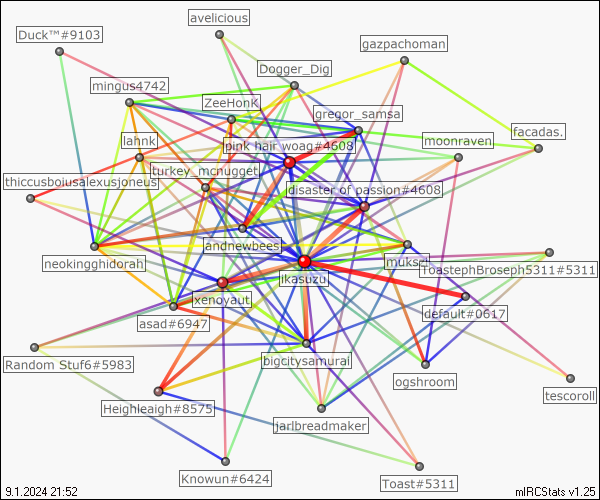 avelicious
Duck™#9103
gazpachoman
Dogger_Dig
mingus4742
ZeeHonK
gregor_samsa
facadas.
lahnk
pink hair woag#4608
moonraven
turkey_mcnugget
thiccusboiusalexusjoneus
disaster of passion#4608
andnewbees
neokingghidorah
muksct
ToastephBroseph5311#5311
ikasuzu
xenoyaut
default#0617
asad#6947
bigcitysamurai
Random Stuf6#5983
ogshroom
tescoroll
Heighleigh#8575
jarlbreadmaker
Knowun#6424
Toast#5311
9.1.2024 21:52
mIRCStats v1.25